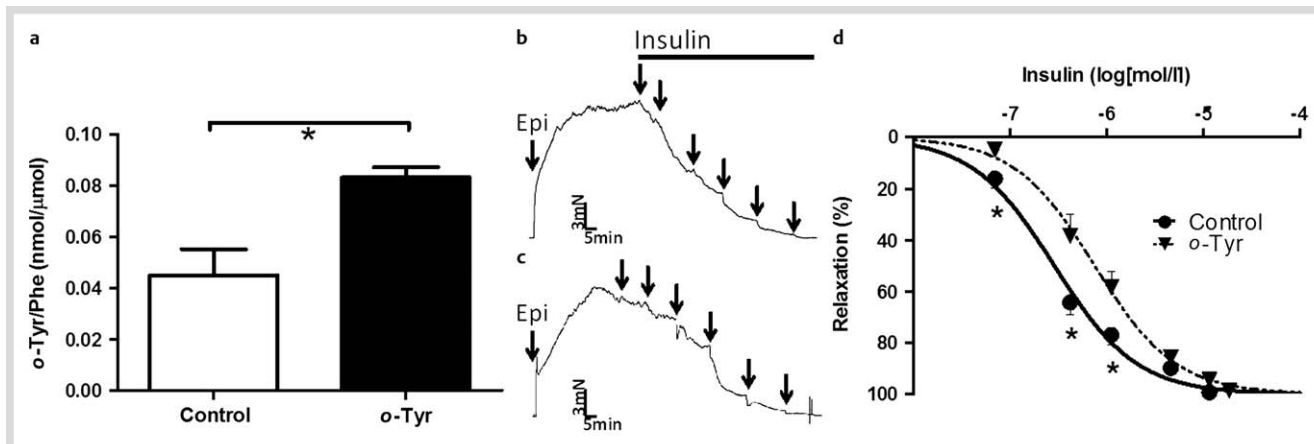 a
o-Tyr/Phe (nmol/μmol)
0.10
0.08
0.06
0.04
0.02
0.00
*
Control
o-Tyr
b
Insulin
Epi
3mN
5min
c
Epi
3mN
5min
d
Insulin (log[mol/l])
-7
-6
-5
-4
Relaxation (%)
0
20
40
60
80
100
Control
o-Tyr
*
*
*